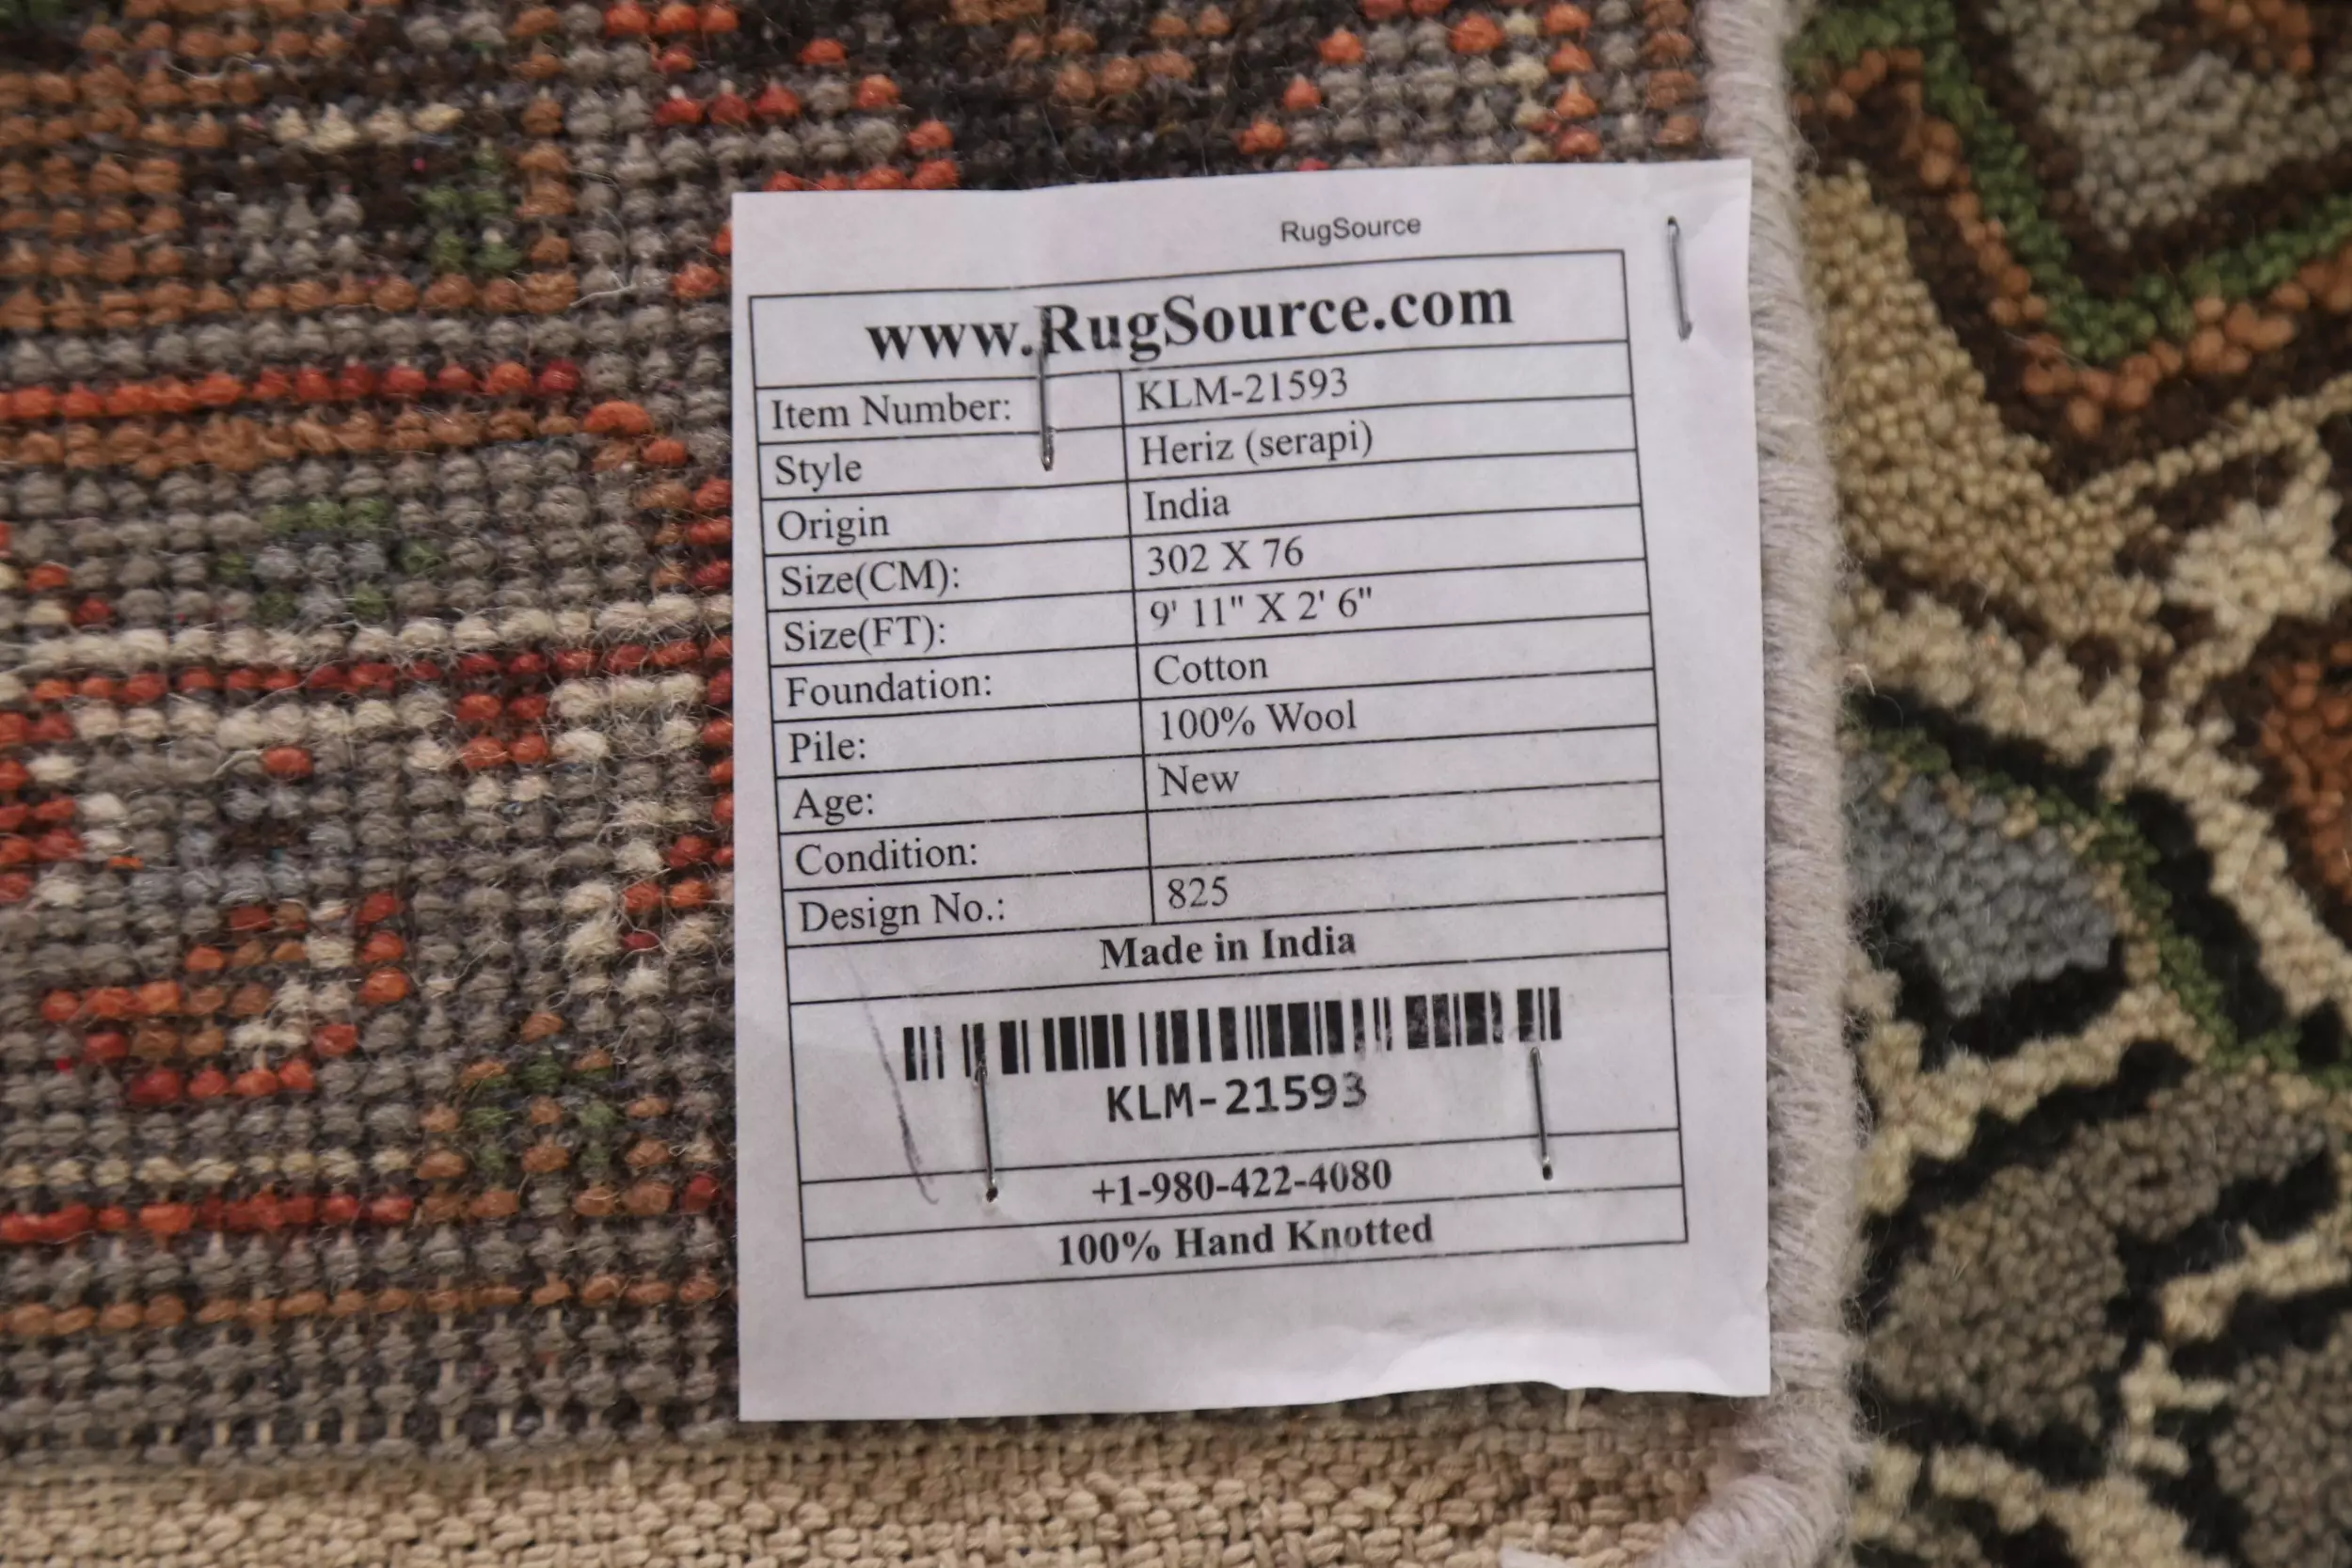 RugSource
www.RugSource.com
Item Number: KLM-21593
Style Heriz (serapi)
Origin India
Size(CM): 302 X 76
Size(FT): 9' 11" X 2' 6"
Foundation: Cotton
Pile: 100% Wool
Age: New
Condition:
Design No.: 825
Made in India
KLM-21593
+1-980-422-4080
100% Hand Knotted